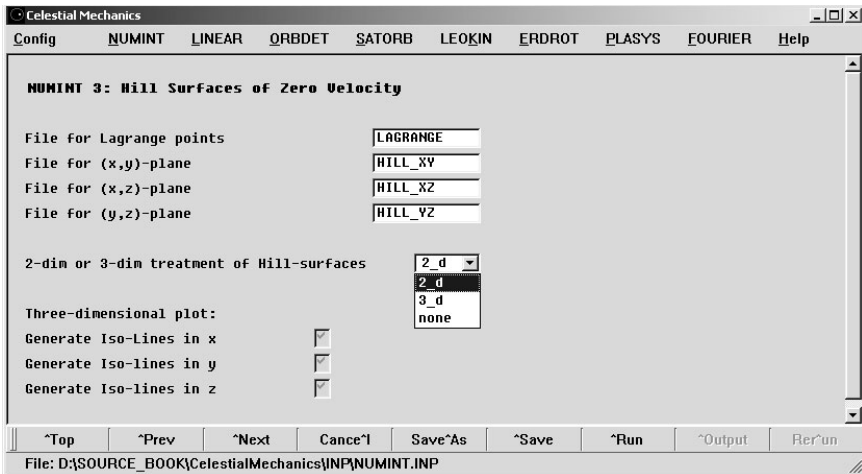 Celestial Mechanics
Config NUMINT LINEAR ORBDET SATORB LEOKIN ERDROT PLASYS FOURIER Help
NUMINT 3: Hill Surfaces of Zero Velocity
File for Lagrange points LAGRANGE
File for (x,y)-plane HILL_XY
File for (x,z)-plane HILL_XZ
File for (y,z)-plane HILL_YZ
2-dim or 3-dim treatment of Hill-surfaces 2_d
2_d
3_d
none
Three-dimensional plot:
Generate Iso-Lines in x
Generate Iso-lines in y
Generate Iso-lines in z
^Top ^Prev ^Next Cance^l Save^As ^Save ^Run ^Output Rer^un
File: D:\SOURCE_BOOK\CelestialMechanics\INP\NUMINT.INP